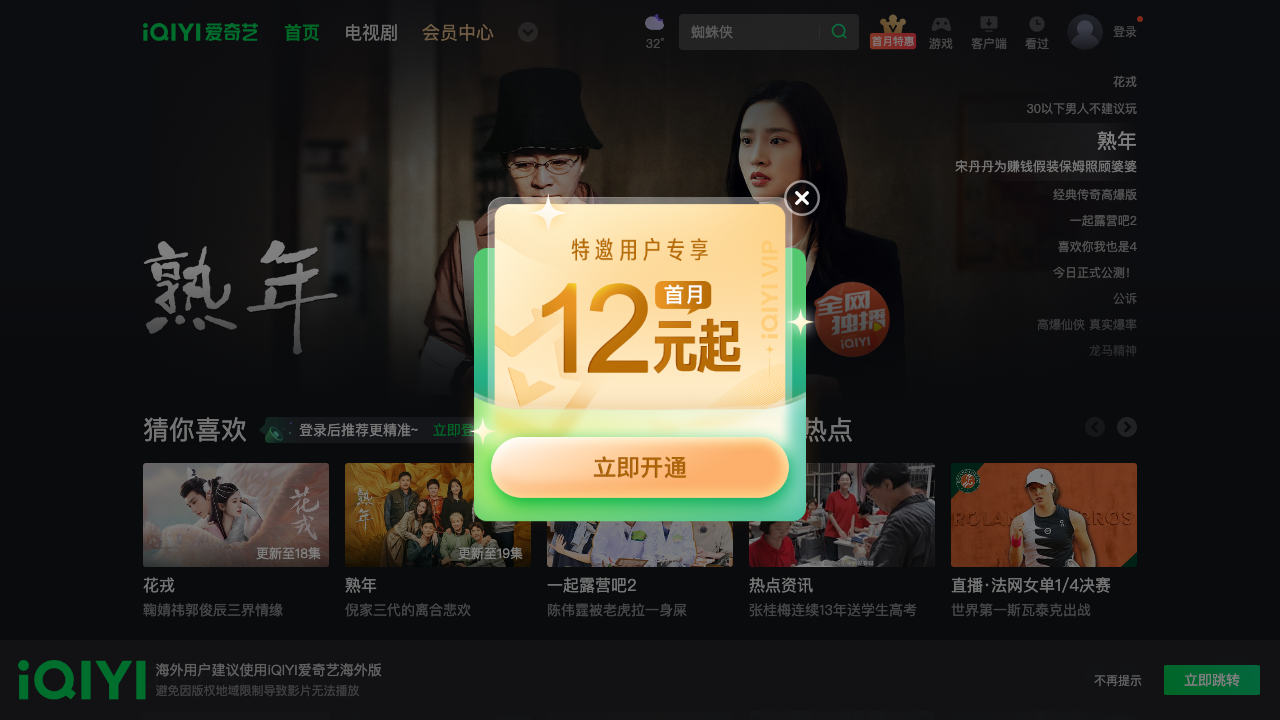 iQIYI 爱奇艺
首页
电视剧
会员中心
32°
蜘蛛侠
首月特惠
游戏
客户端
看过
登录
花戎
30以下男人不建议玩
熟年
宋丹丹为赚钱假装保姆照顾婆婆
经典传奇高爆版
一起露营吧2
喜欢你我也是4
今日正式公测！
公诉
高爆仙侠 真实爆率
龙马精神
熟年
全网
独播
iQIYI
特邀用户专享
12
首月
元起
iQIYI VIP
立即开通
猜你喜欢
登录后推荐更精准~
立即登
热点
花戎
更新至18集
熟年
更新至19集
花戎
鞠婧祎郭俊辰三界情缘
熟年
倪家三代的离合悲欢
一起露营吧2
陈伟霆被老虎拉一身屎
热点资讯
张桂梅连续13年送学生高考
直播·法网女单1/4决赛
世界第一斯瓦泰克出战
iQIYI
海外用户建议使用iQIYI爱奇艺海外版
避免因版权地域限制导致影片无法播放
不再提示
立即跳转